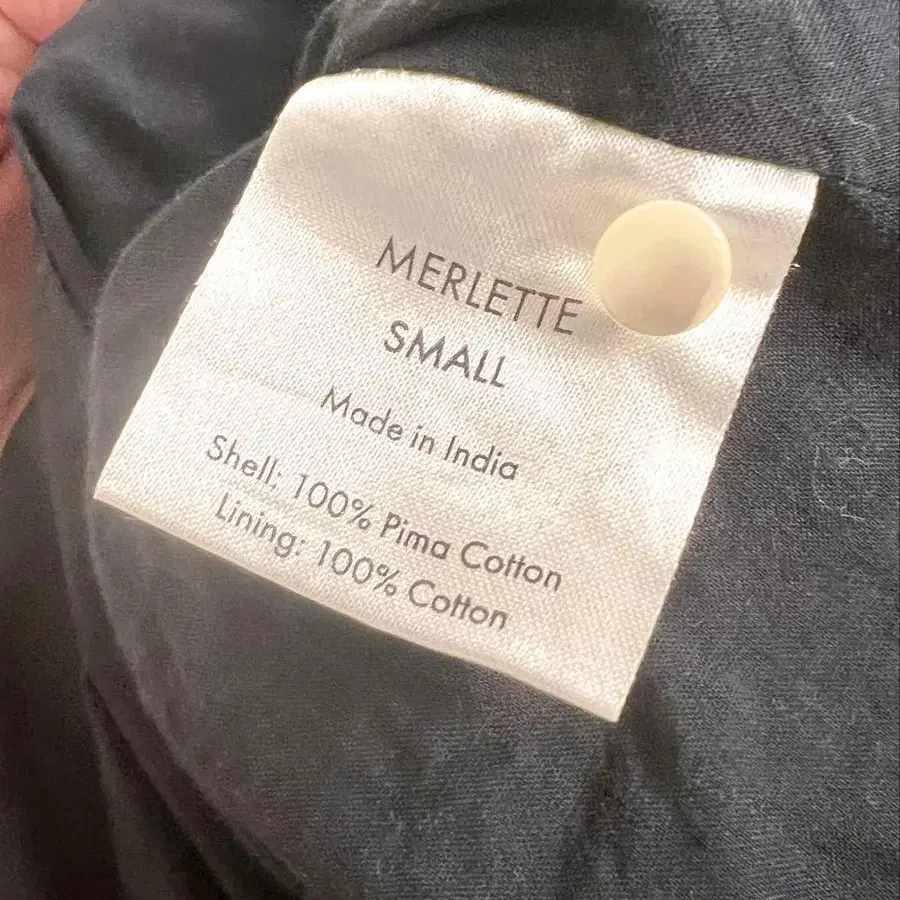 MERLETTE
SMALL
Made in India
Shell: 100% Pima Cotton
Lining: 100% Cotton